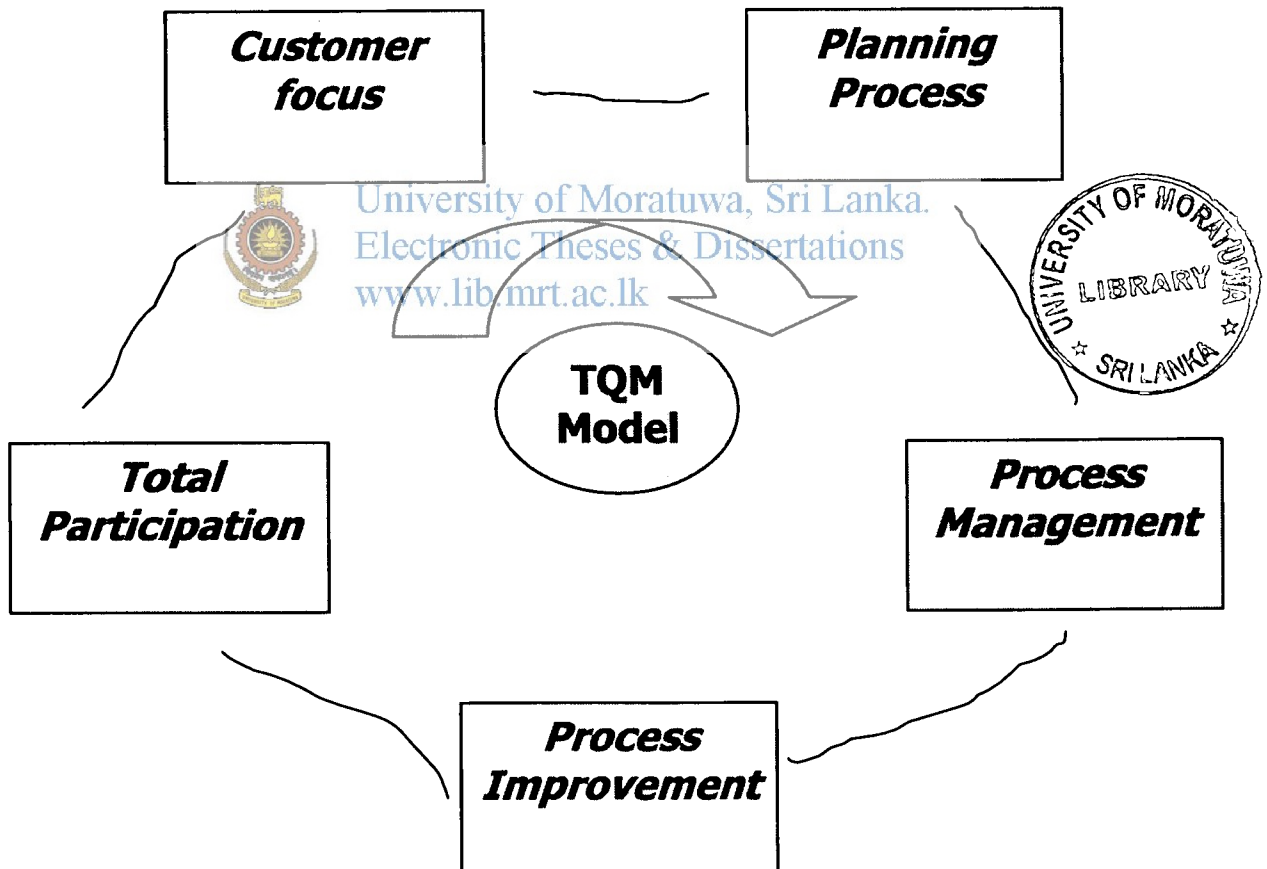 Customer
focus
Planning
Process
University of Moratuwa, Sri Lanka.
Electronic Theses & Dissertations
www.lib.mrt.ac.lk
UNIVERSITY OF MORATUWA
LIBRARY
☆ SRI LANKA ☆
TQM
Model
Total
Participation
Process
Management
Process
Improvement